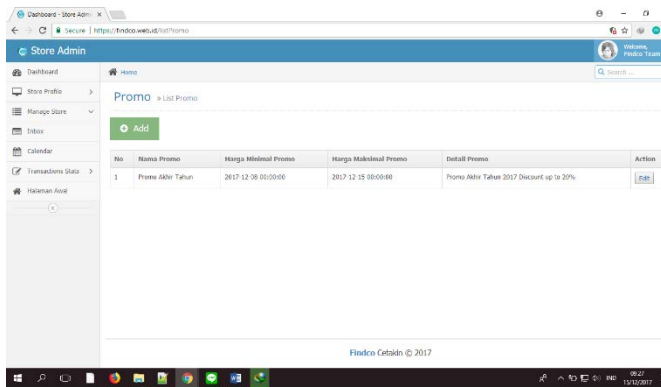 Dashboard - Store Admi
Secure | https://findco.web.id/listPromo
Store Admin
Welcome,
Findco Team
Dashboard
Home
Search ...
Store Profile
Promo » List Promo
Manage Store
Inbox
Add
Calendar
No Nama Promo Harga Minimal Promo Harga Maksimal Promo Detail Promo Action
Transactions Stats
1 Promo Akhir Tahun 2017-12-08 00:00:00 2017-12-15 00:00:00 Promo Akhir Tahun 2017 Discount up to 20% Edit
Halaman Awal
Findco Cetakin © 2017
IND
09.27
15/12/2017